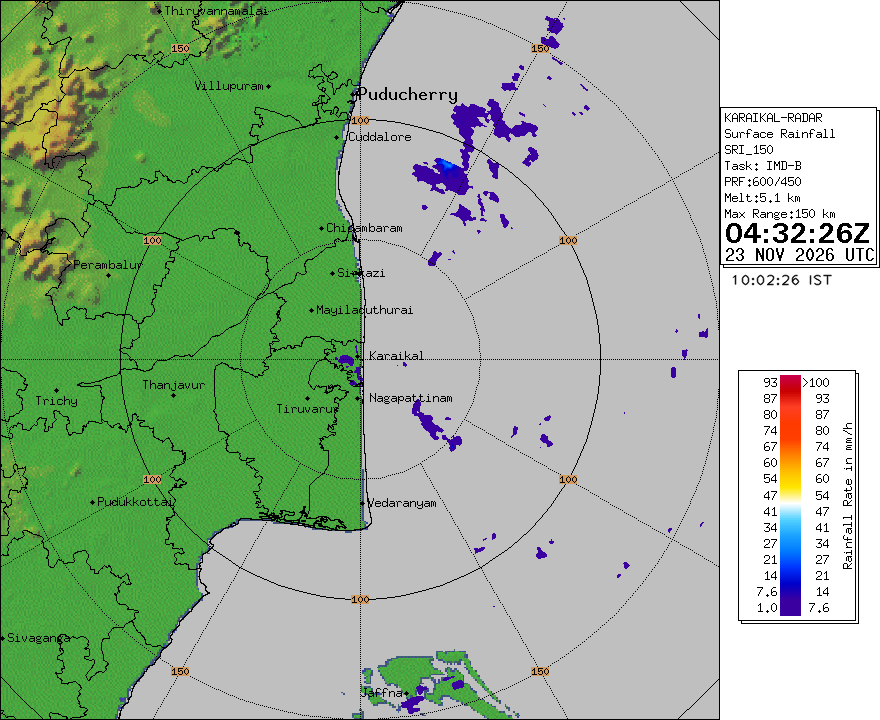 Thiruvannamalai
150
150
Villupuram
Puducherry
100
Cuddalore
Chidambaram
100
100
Perambalur
Sirkazi
Mayiladuthurai
Karaikal
Thanjavur
Trichy
Tiruvarur
Nagapattinam
100
100
Pudukkottai
Vedaranyam
100
Sivaganga
150
150
Jaffna
KARAIKAL-RADAR
Surface Rainfall
SRI_150
Task: IMD-B
PRF:600/450
Melt:5.1 km
Max Range:150 km
04:32:26Z
23 NOV 2026 UTC
10:02:26 IST
93 >100
87 93
80 87
74 80
67 74
60 67
54 60
47 54
41 47
34 41
27 34
21 27
14 21
7.6 14
1.0 7.6
Rainfall Rate in mm/h